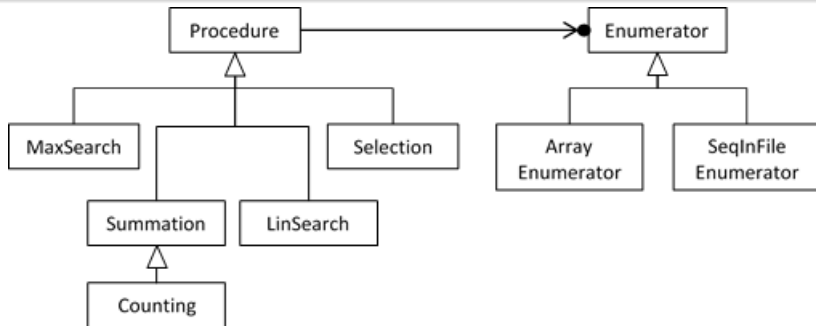 Procedure
Enumerator
MaxSearch
Selection
Array
Enumerator
SeqInFile
Enumerator
Summation
LinSearch
Counting